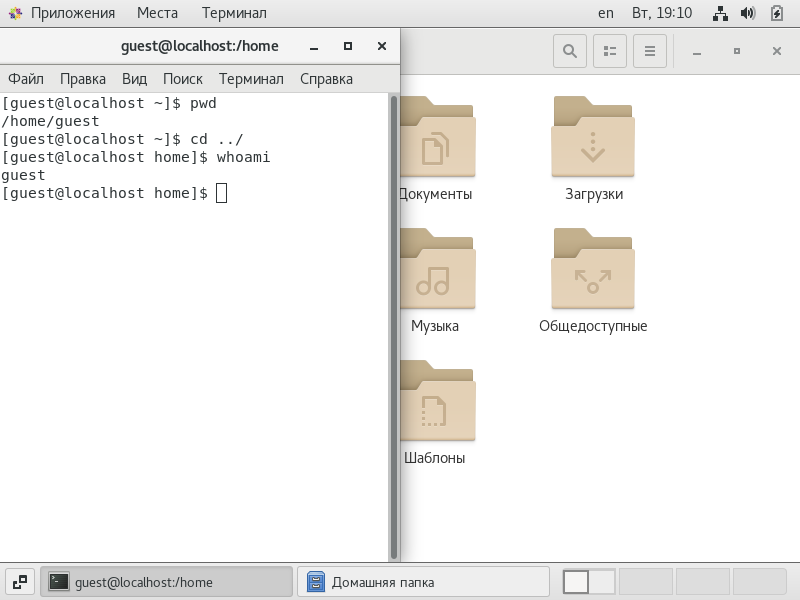 Приложения Места Терминал en Вт, 19:10
guest@localhost:/home
Файл Правка Вид Поиск Терминал Справка
[guest@localhost ~]$ pwd
/home/guest
[guest@localhost ~]$ cd ../
[guest@localhost home]$ whoami
guest
[guest@localhost home]$
Документы Загрузки
Музыка Общедоступные
Шаблоны
guest@localhost:/home Домашняя папка